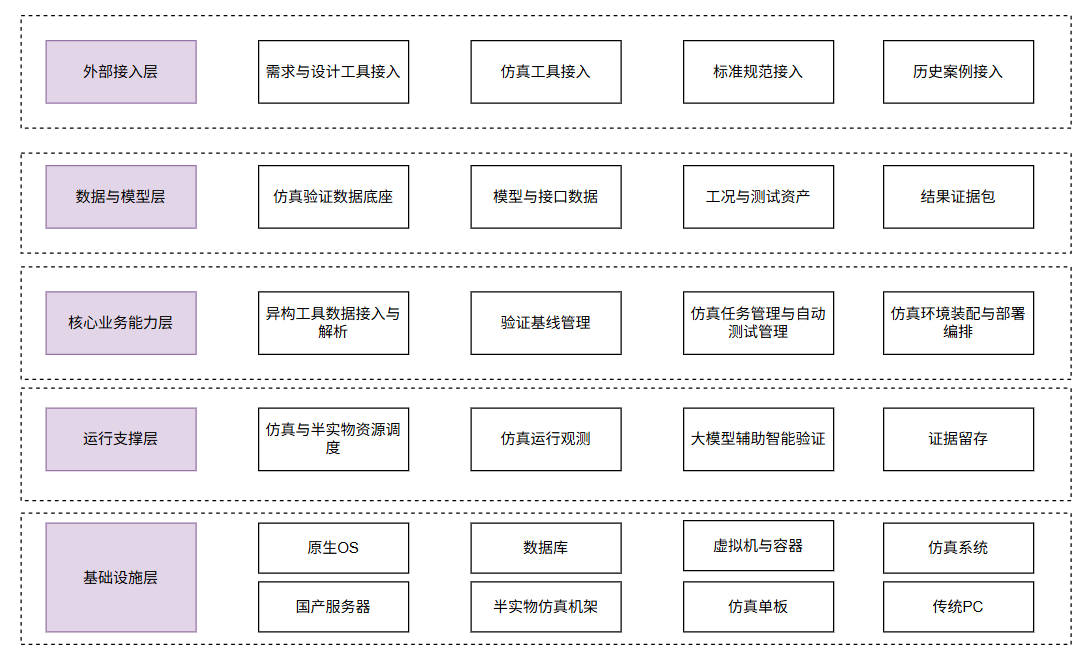 外部接入层
需求与设计工具接入
仿真工具接入
标准规范接入
历史案例接入
数据与模型层
仿真验证数据底座
模型与接口数据
工况与测试资产
结果证据包
核心业务能力层
异构工具数据接入与
解析
验证基线管理
仿真任务管理与自动
测试管理
仿真环境装配与部署
编排
运行支撑层
仿真与半实物资源调
度
仿真运行观测
大模型辅助智能验证
证据留存
基础设施层
原生OS
数据库
虚拟机与容器
仿真系统
国产服务器
半实物仿真机架
仿真单板
传统PC